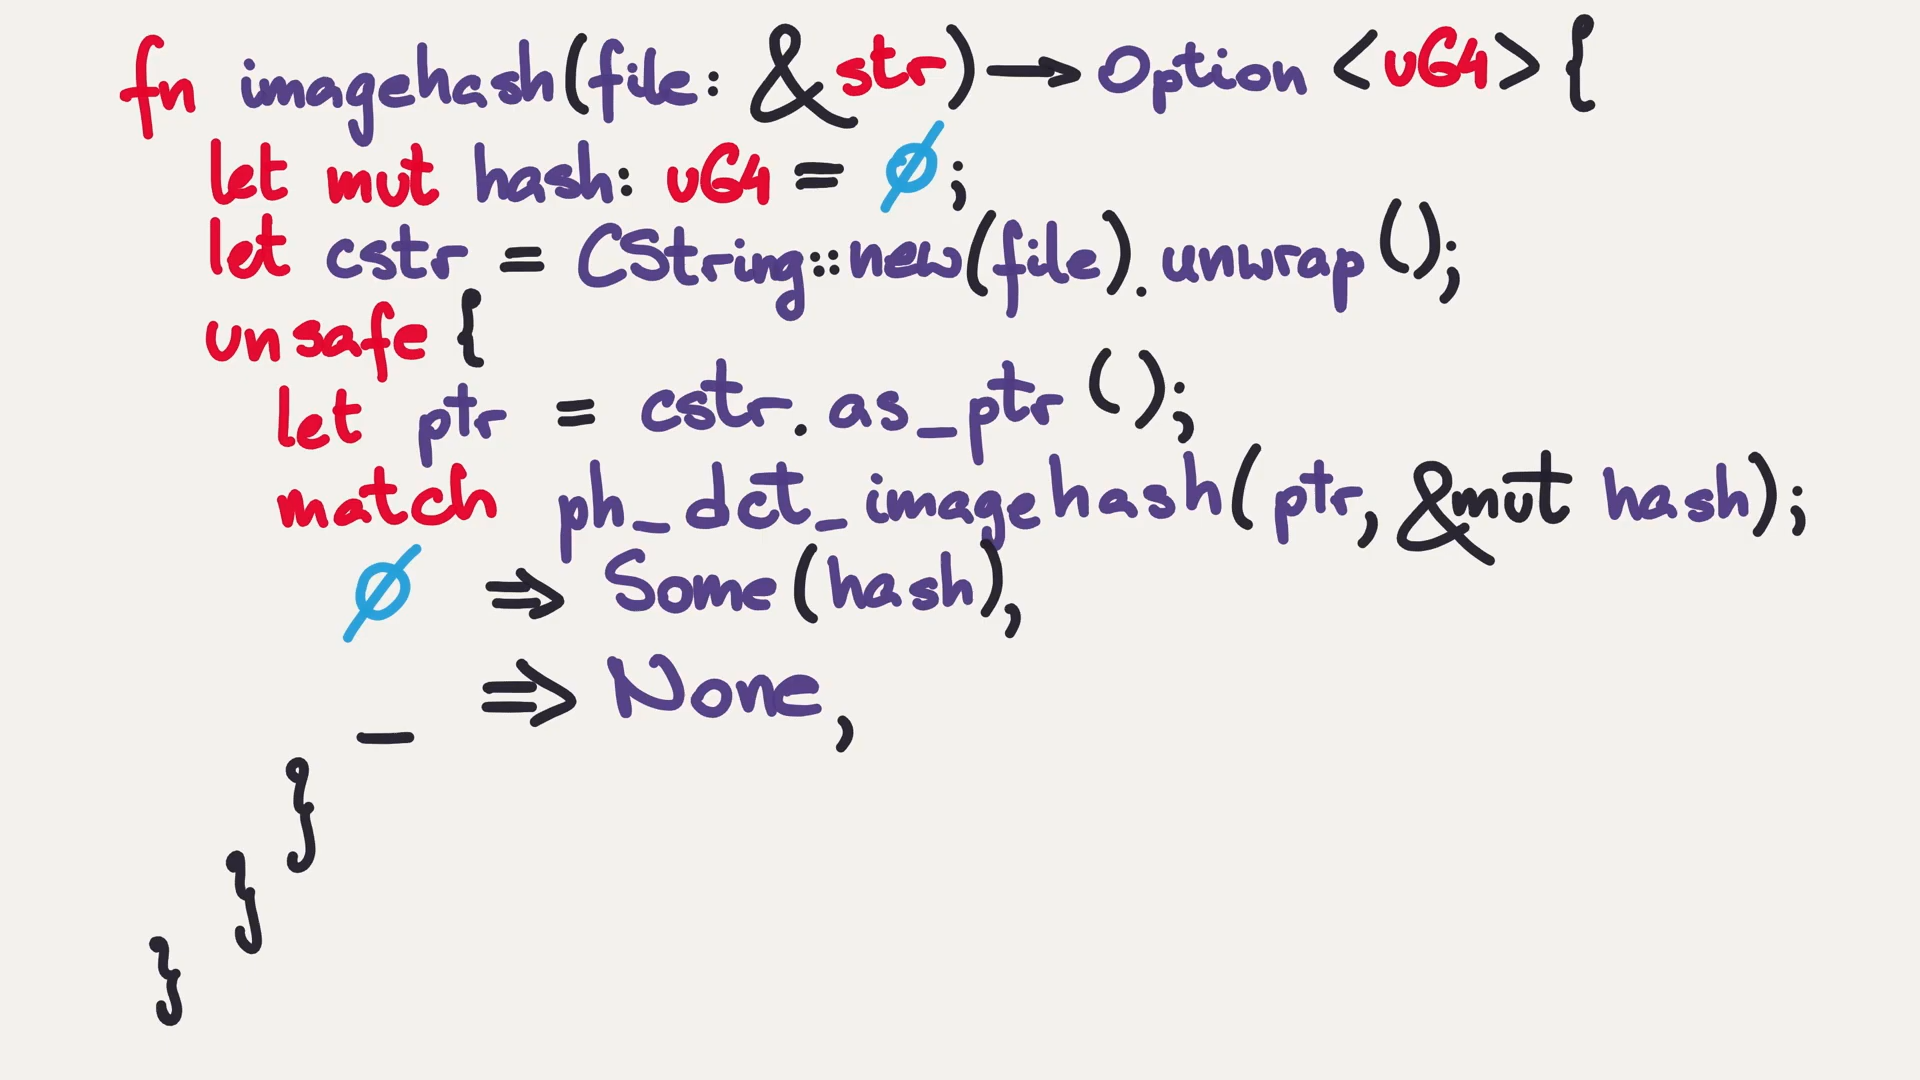 fn imagehash(file: &str) → Option <u64> {
let mut hash: u64 = 0;
let cstr = CString::new(file).unwrap();
unsafe {
let ptr = cstr.as_ptr();
match ph_dct_imagehash(ptr, &mut hash);
0 => Some(hash),
_ => None,
}
}
}